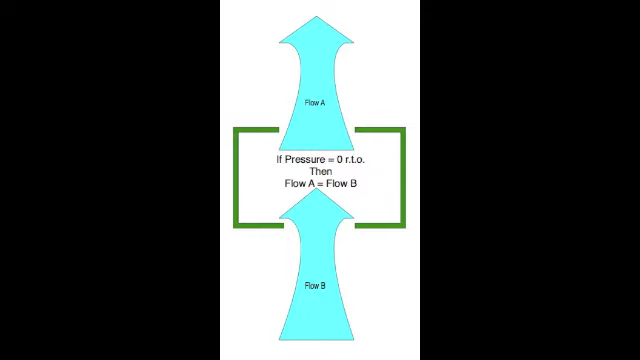 Flow A
If Pressure = 0 r.t.o.
Then
Flow A = Flow B
Flow B